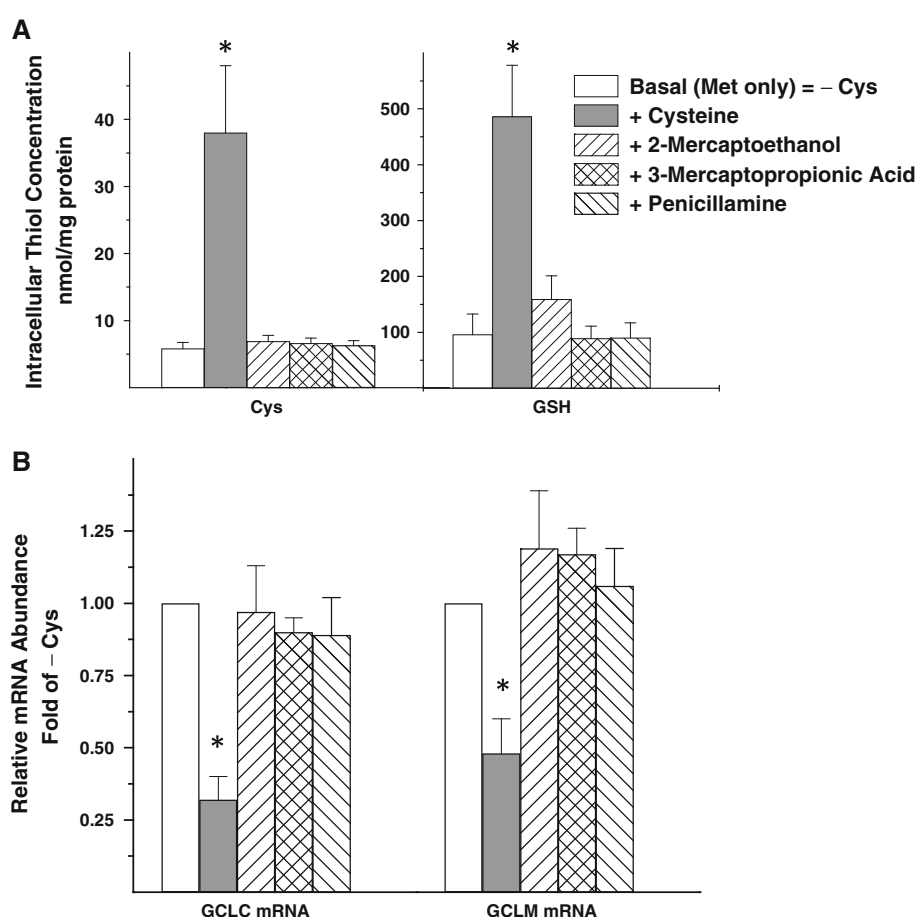 A
Intracellular Thiol Concentration
nmol/mg protein
40
30
20
10
*
Cys
500
400
300
200
100
*
GSH
Basal (Met only) = – Cys
+ Cysteine
+ 2-Mercaptoethanol
+ 3-Mercaptopropionic Acid
+ Penicillamine
B
Relative mRNA Abundance
Fold of – Cys
1.25
1.00
0.75
0.50
0.25
*
*
GCLC mRNA
GCLM mRNA